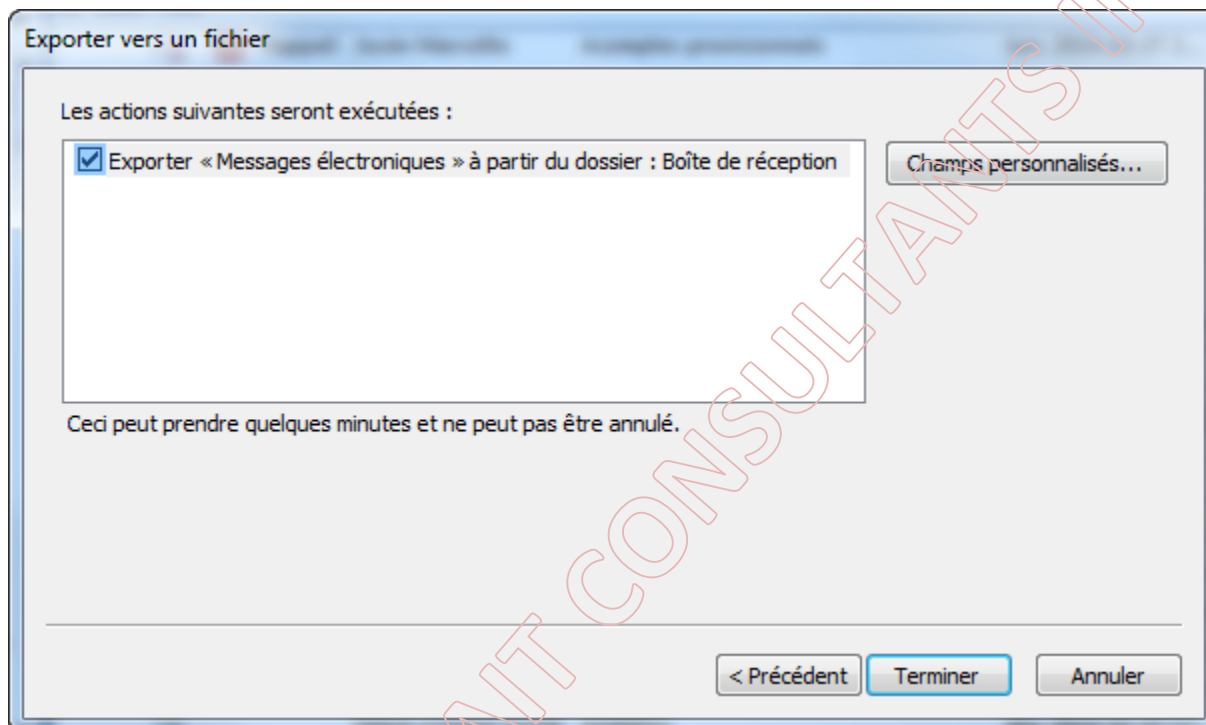 Exporter vers un fichier
Les actions suivantes seront exécutées :
Exporter « Messages électroniques » à partir du dossier : Boîte de réception
Champs personnalisés...
Ceci peut prendre quelques minutes et ne peut pas être annulé.
CONSULTANTS
< Précédent
Terminer
Annuler